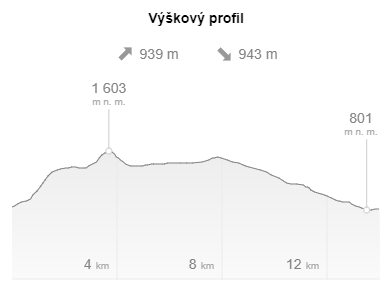 Výškový profil
939 m 943 m
1 603
m n. m.
801
m n. m.
4 km 8 km 12 km